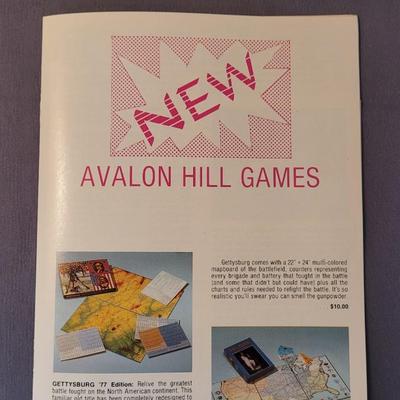 NEW
AVALON HILL GAMES
Gettysburg comes with a 22" × 24" multi-colored
mapboard of the battlefield, counters representing
every brigade and battery that fought in the battle
(and some that didn't but could have) plus all the
charts and rules needed to refight the battle. It's so
realistic you'll swear you can smell the gunpowder.
$10.00
GETTYSBURG '77 Edition: Relive the greatest
battle fought on the North American continent. This
familiar old title has been completely redesigned to